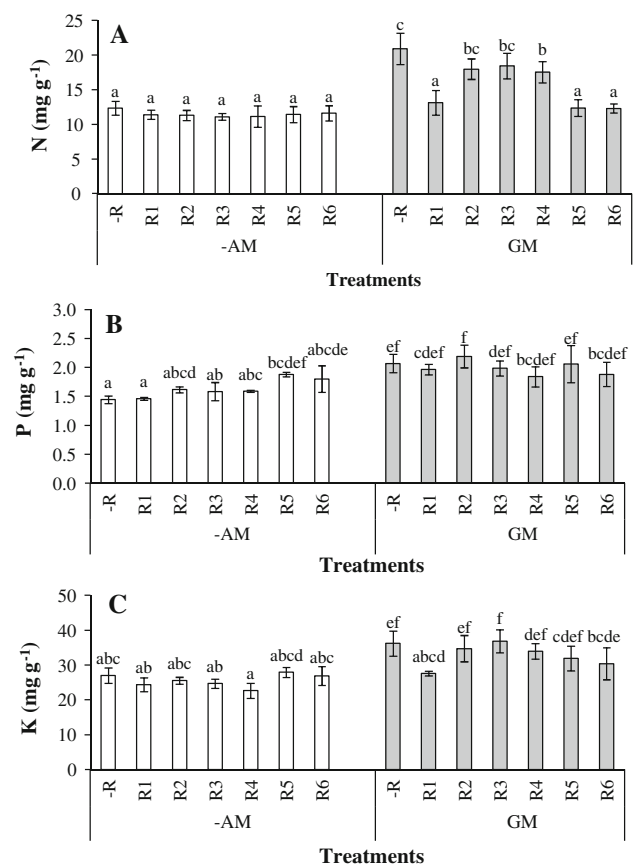 A
N (mg g⁻¹)
25
20
15
10
5
0
a a a a a a a
c a bc bc b a a
-R R1 R2 R3 R4 R5 R6 -R R1 R2 R3 R4 R5 R6
-AM GM
Treatments
B
P (mg g⁻¹)
3.0
2.5
2.0
1.5
1.0
0.5
0.0
a a abcd ab abc bcdef abcde
ef cdef f def bcdef ef bcdef
-R R1 R2 R3 R4 R5 R6 -R R1 R2 R3 R4 R5 R6
-AM GM
Treatments
C
K (mg g⁻¹)
50
40
30
20
10
0
abc ab abc ab a abcd abc
ef abcd ef f def cdef bcde
-R R1 R2 R3 R4 R5 R6 -R R1 R2 R3 R4 R5 R6
-AM GM
Treatments